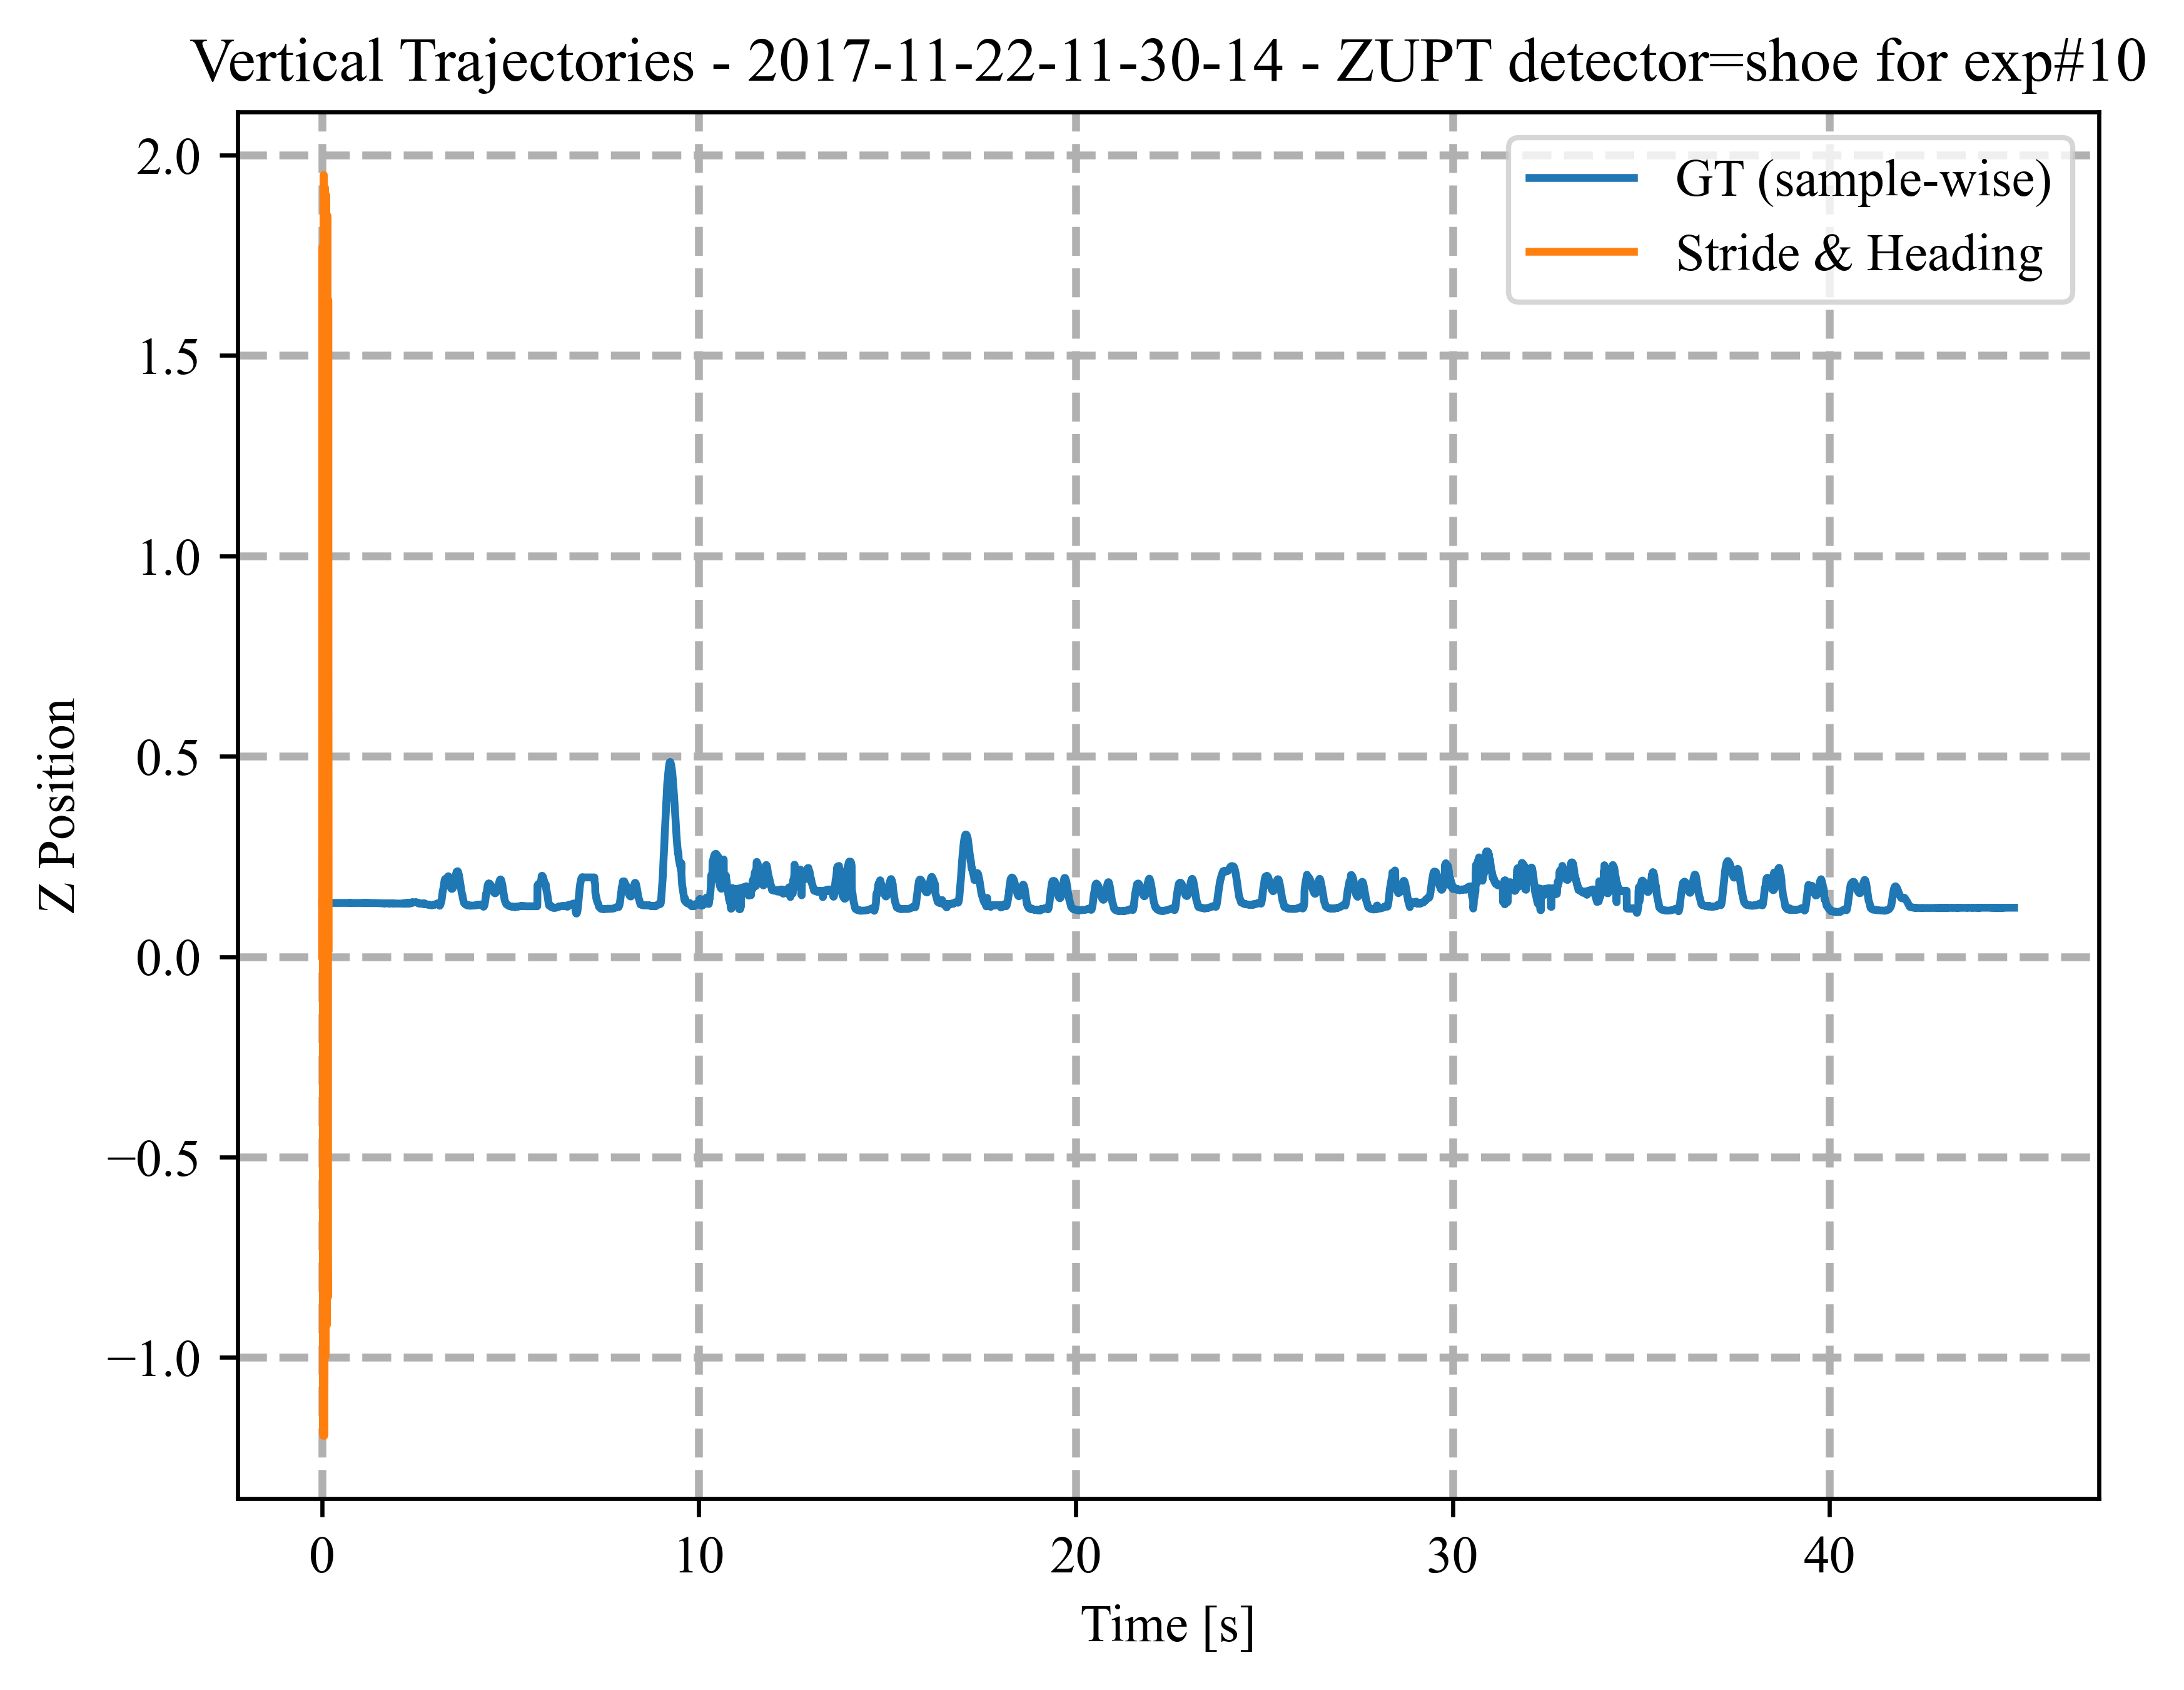 Vertical Trajectories - 2017-11-22-11-30-14 - ZUPT detector=shoe for exp#10
GT (sample-wise)
Stride & Heading
Z Position
2.0
1.5
1.0
0.5
0.0
−0.5
−1.0
0 10 20 30 40
Time [s]